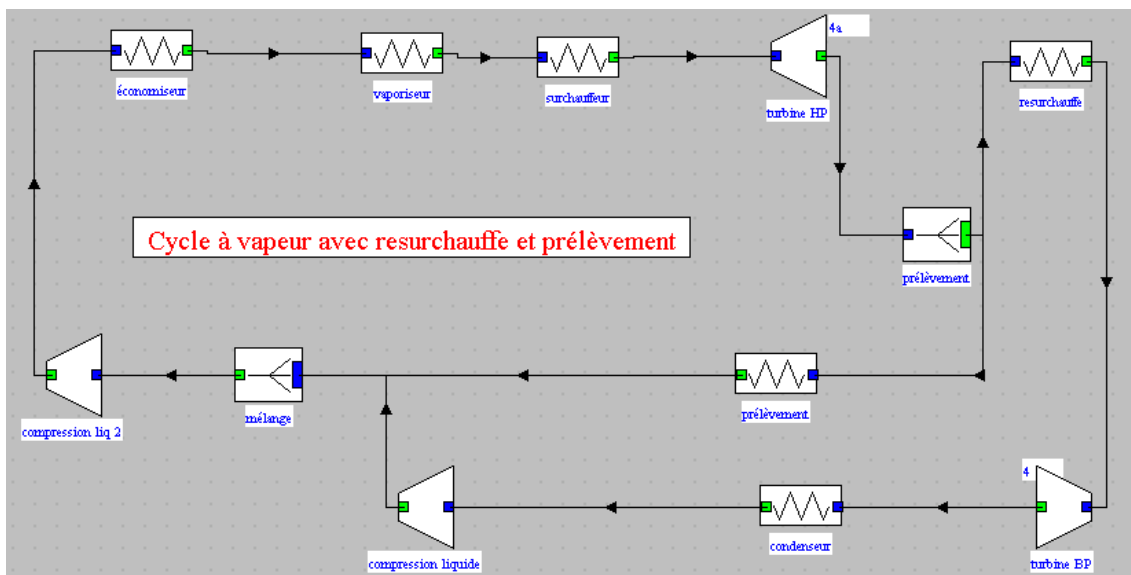 4a
économiseur
vaporiseur
surchauffeur
turbine HP
resurchauffe
Cycle à vapeur avec resurchauffe et prélèvement
prélèvement
compression liq 2
mélange
prélèvement
4
compression liquide
condenseur
turbine BP